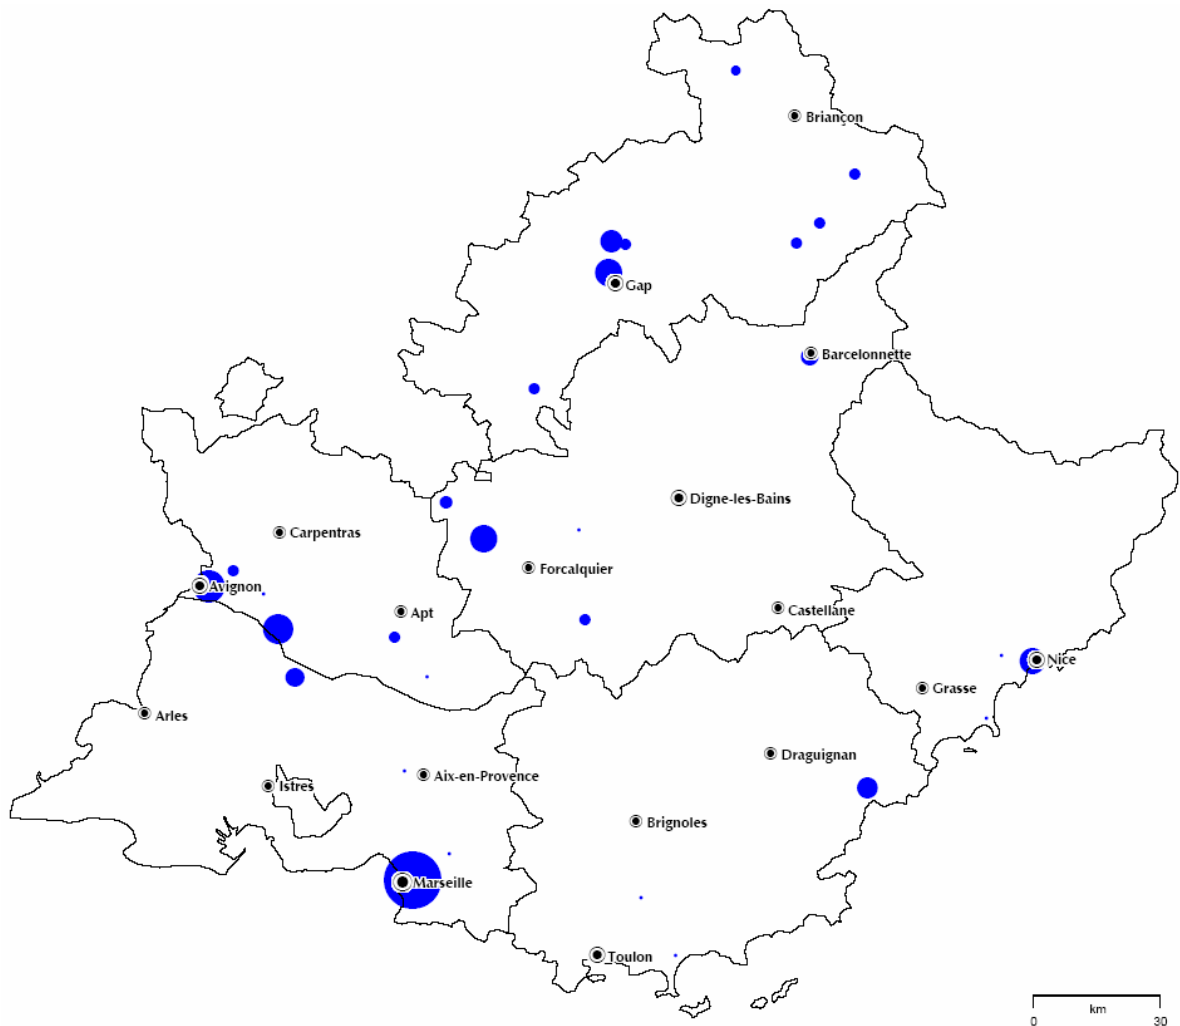 Briançon
Gap
Barcelonnette
Digne-les-Bains
Carpentras
Forcalquier
Avignon
Apt
Castellane
Nice
Grasse
Arles
Draguignan
Aix-en-Provence
Istres
Brignoles
Marseille
Toulon
km
0 30